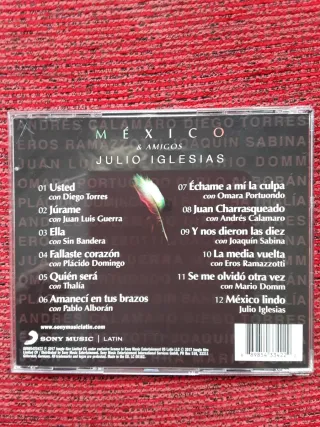 MÉXICO
& AMIGOS
JULIO IGLESIAS
01 Usted
con Diego Torres
02 Júrame
con Juan Luis Guerra
03 Ella
con Sin Bandera
04 Fallaste corazón
con Plácido Domingo
05 Quién será
con Thalía
06 Amanecí en tus brazos
con Pablo Alborán
07 Échame a mí la culpa
con Omara Portuondo
08 Juan Charrasqueado
con Andrés Calamaro
09 Y nos dieron las diez
con Joaquín Sabina
10 La media vuelta
con Eros Ramazzotti
11 Se me olvidó otra vez
con Mario Domm
12 México lindo
Julio Iglesias
www.sonymusiclatin.com
SONY MUSIC | LATIN